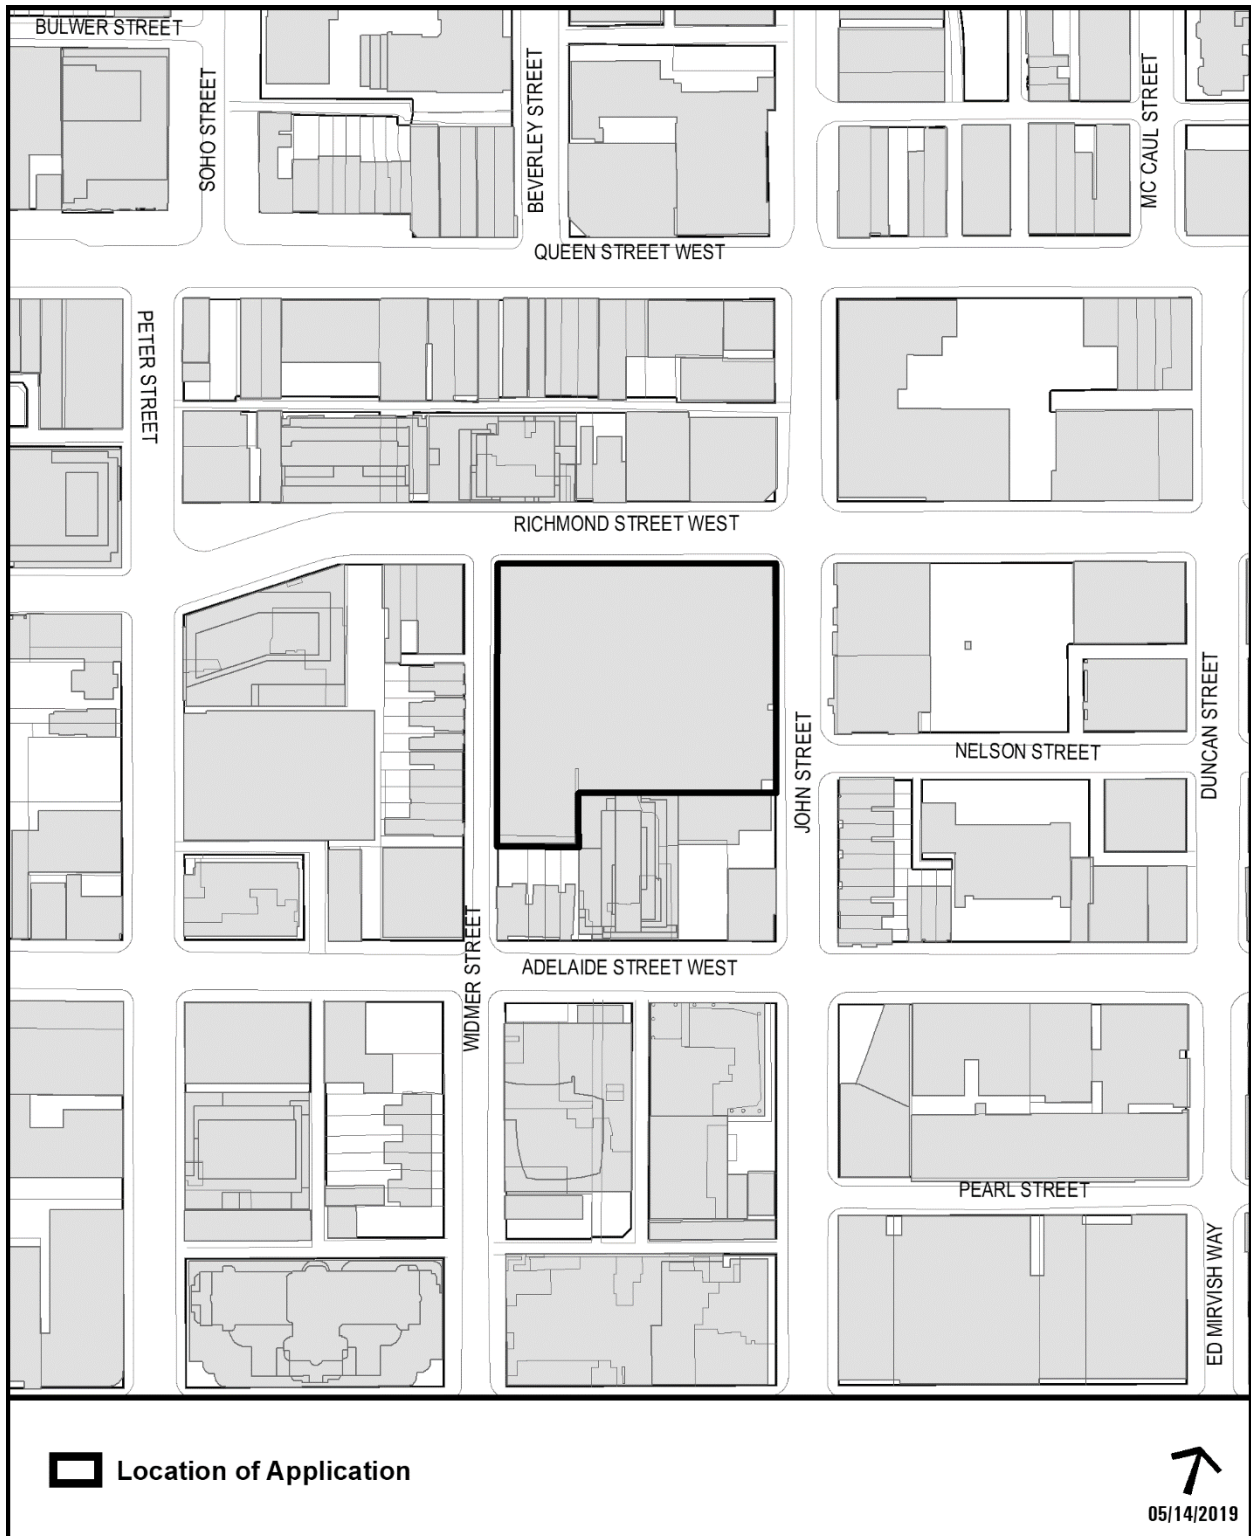 BULWER STREET
SOHO STREET
BEVERLEY STREET
MC CAUL STREET
QUEEN STREET WEST
PETER STREET
RICHMOND STREET WEST
JOHN STREET
NELSON STREET
DUNCAN STREET
WIDMER STREET
ADELAIDE STREET WEST
PEARL STREET
ED MIRVISH WAY
Location of Application
05/14/2019